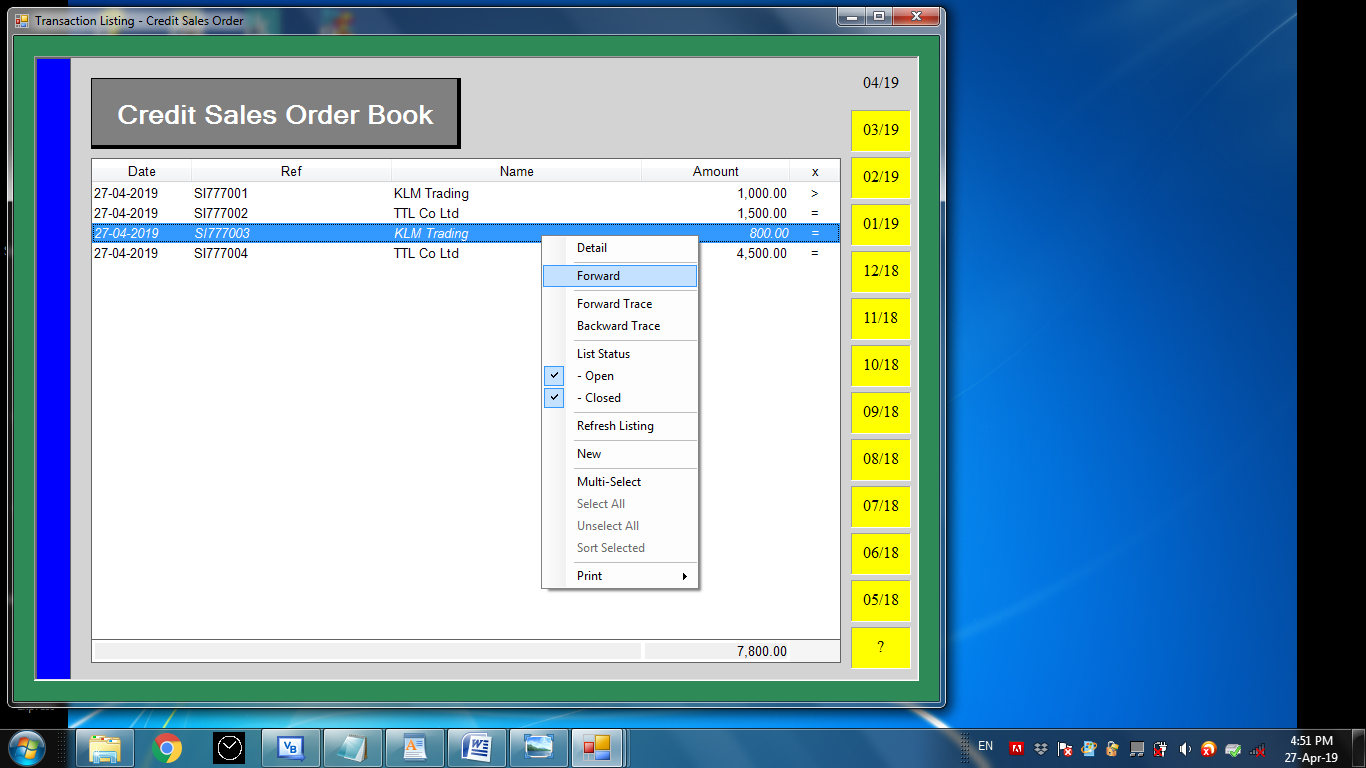 Transaction Listing - Credit Sales Order
Credit Sales Order Book
Date Ref Name Amount x
27-04-2019 SI777001 KLM Trading 1,000.00 >
27-04-2019 SI777002 TTL Co Ltd 1,500.00 =
27-04-2019 SI777003 KLM Trading 800.00 =
27-04-2019 SI777004 TTL Co Ltd 4,500.00 =
7,800.00
Detail
Forward
Forward Trace
Backward Trace
List Status
- Open
- Closed
Refresh Listing
New
Multi-Select
Select All
Unselect All
Sort Selected
Print
04/19
03/19
02/19
01/19
12/18
11/18
10/18
09/18
08/18
07/18
06/18
05/18
?
VB
EN
4:51 PM
27-Apr-19